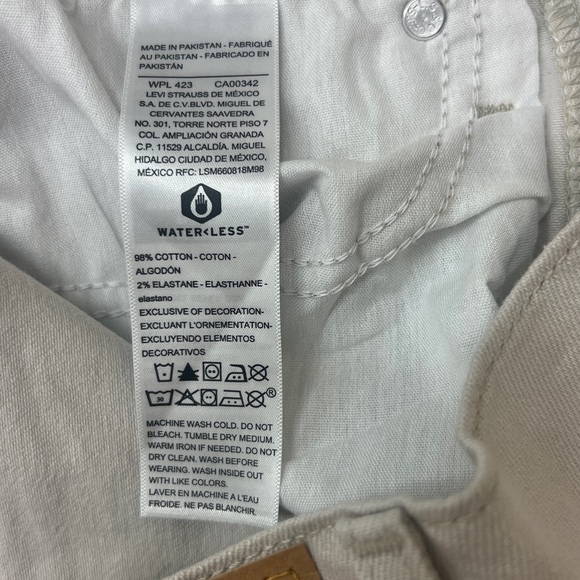 MADE IN PAKISTAN - FABRIQUÉ
AU PAKISTAN - FABRICADO EN
PAKISTÁN
WPL 423 CA00342
LEVI STRAUSS DE MÉXICO
S.A. DE C.V.BLVD. MIGUEL DE
CERVANTES SAAVEDRA
NO. 301, TORRE NORTE PISO 7
COL. AMPLIACIÓN GRANADA
C.P. 11529 ALCALDÍA. MIGUEL
HIDALGO CIUDAD DE MÉXICO,
MÉXICO RFC: LSM660818M98
WATER<LESS™
98% COTTON - COTON -
ALGODÓN
2% ELASTANE - ELASTHANNE -
elastano
EXCLUSIVE OF DECORATION-
EXCLUANT L'ORNEMENTATION-
EXCLUYENDO ELEMENTOS
DECORATIVOS
30 ®
MACHINE WASH COLD. DO NOT
BLEACH. TUMBLE DRY MEDIUM.
WARM IRON IF NEEDED. DO NOT
DRY CLEAN. WASH BEFORE
WEARING. WASH INSIDE OUT
WITH LIKE COLORS.
LAVER EN MACHINE A L'EAU
FROIDE. NE PAS BLANCHIR.